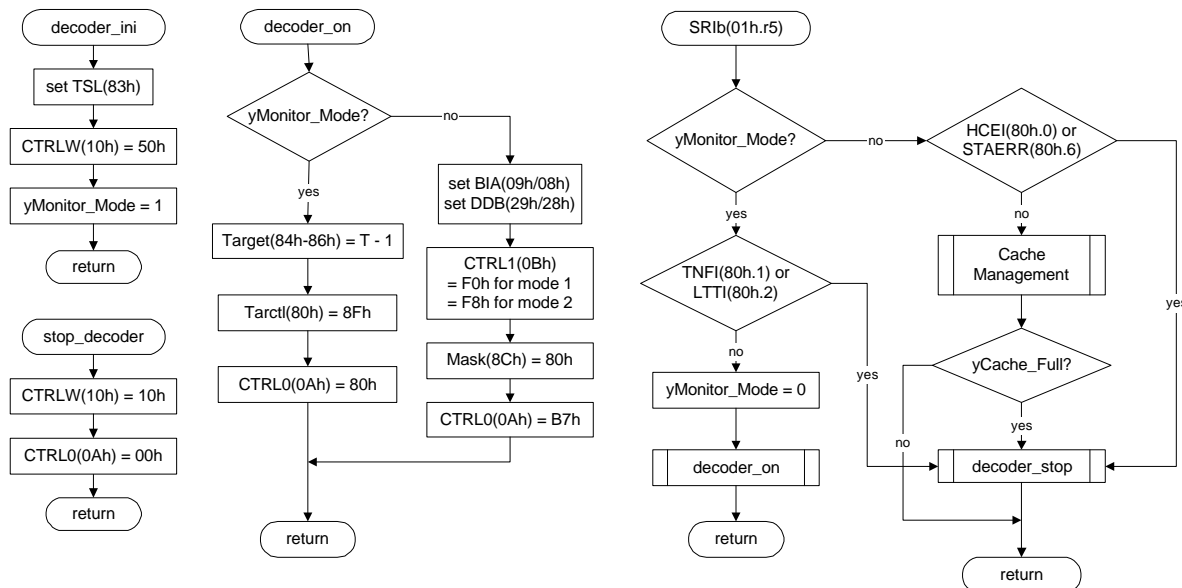 decoder_ini
set TSL(83h)
CTRLW(10h) = 50h
yMonitor_Mode = 1
return
stop_decoder
CTRLW(10h) = 10h
CTRL0(0Ah) = 00h
return
decoder_on
yMonitor_Mode?
no
yes
set BIA(09h/08h)
set DDB(29h/28h)
Target(84h-86h) = T - 1
CTRL1(0Bh)
= F0h for mode 1
= F8h for mode 2
Tarctl(80h) = 8Fh
Mask(8Ch) = 80h
CTRL0(0Ah) = 80h
CTRL0(0Ah) = B7h
return
SRIb(01h.r5)
yMonitor_Mode?
no
HCEI(80h.0) or
STAERR(80h.6)
yes
yes
no
TNFI(80h.1) or
LTTI(80h.2)
Cache
Management
yes
no
yCache_Full?
yMonitor_Mode = 0
yes
no
decoder_on
decoder_stop
return
return